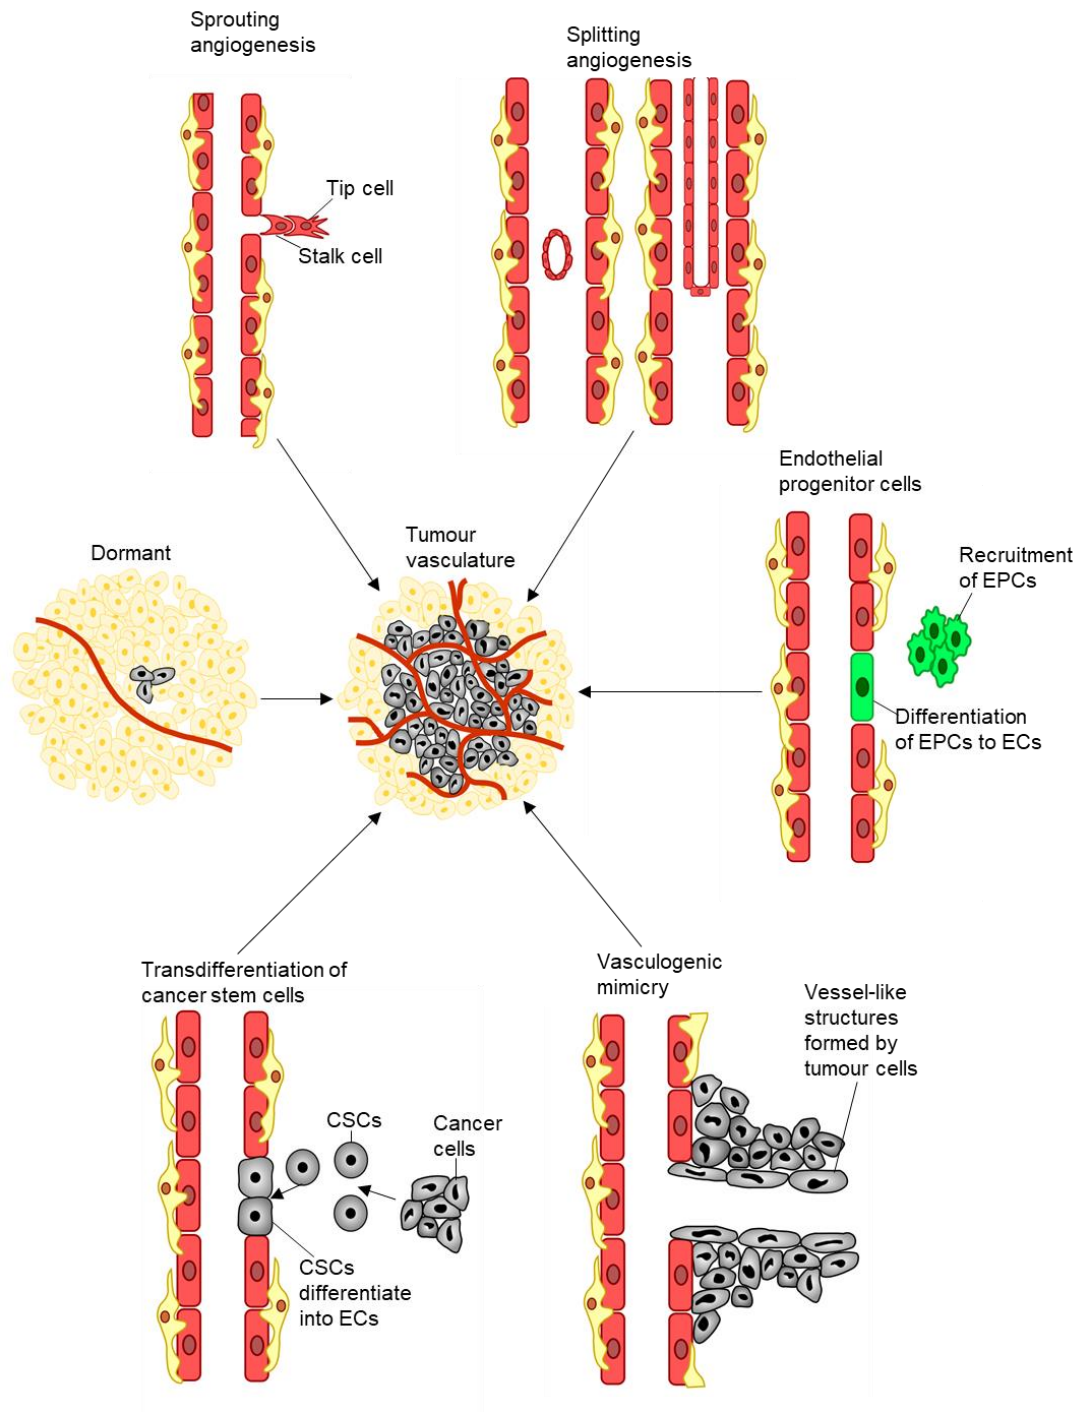 Sprouting
angiogenesis
Splitting
angiogenesis
Tip cell
Stalk cell
Endothelial
progenitor cells
Recruitment
of EPCs
Differentiation
of EPCs to ECs
Dormant
Tumour
vasculature
Transdifferentiation of
cancer stem cells
CSCs
Cancer
cells
CSCs
differentiate
into ECs
Vasculogenic
mimicry
Vessel-like
structures
formed by
tumour cells